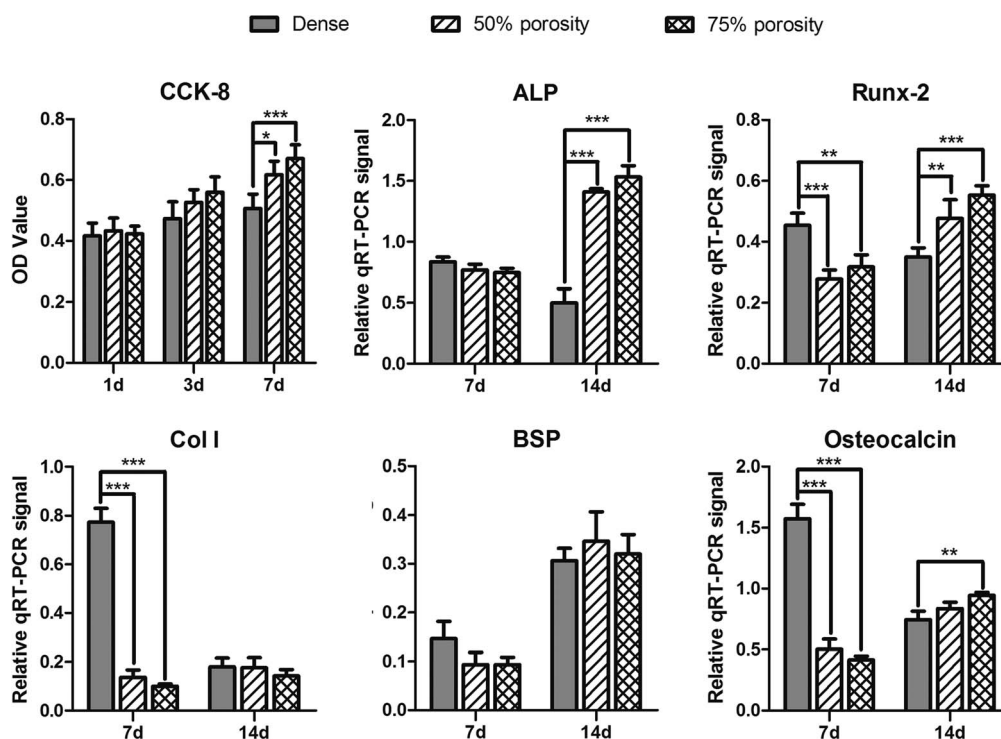 Dense 50% porosity 75% porosity
CCK-8
OD Value
0.8
0.6
0.4
0.2
0.0
*
***
1d 3d 7d
ALP
Relative qRT-PCR signal
2.0
1.5
1.0
0.5
0.0
***
***
7d 14d
Runx-2
Relative qRT-PCR signal
0.8
0.6
0.4
0.2
0.0
**
***
***
**
7d 14d
Col I
Relative qRT-PCR signal
0.8
0.6
0.4
0.2
0.0
***
***
7d 14d
BSP
0.5
0.4
0.3
0.2
0.1
0.0
7d 14d
Osteocalcin
Relative qRT-PCR signal
2.0
1.5
1.0
0.5
0.0
***
***
**
7d 14d